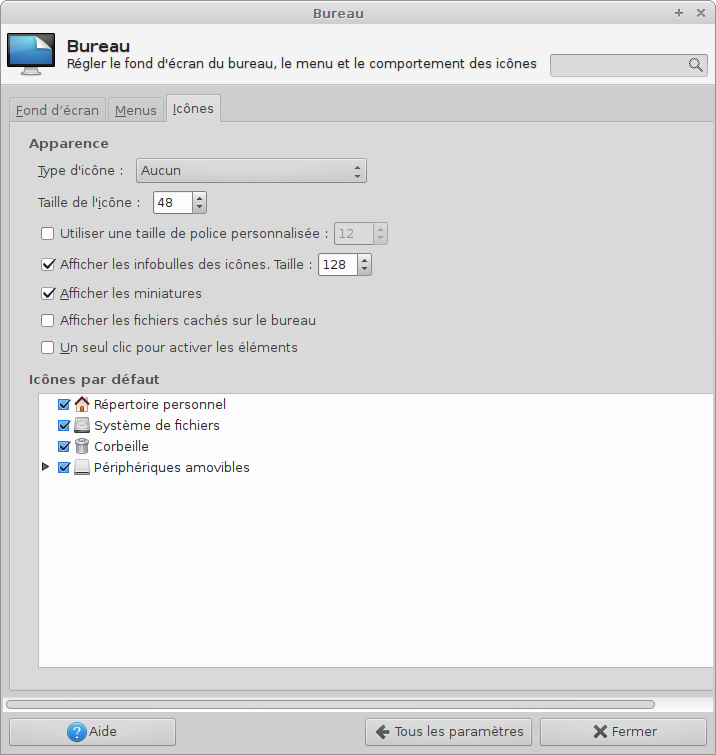 Bureau
Bureau
Régler le fond d'écran du bureau, le menu et le comportement des icônes
Fond d'écran Menus Icônes
Apparence
Type d'icône : Aucun
Taille de l'icône : 48
Utiliser une taille de police personnalisée : 12
Afficher les infobulles des icônes. Taille : 128
Afficher les miniatures
Afficher les fichiers cachés sur le bureau
Un seul clic pour activer les éléments
Icônes par défaut
Répertoire personnel
Système de fichiers
Corbeille
Périphériques amovibles
Aide Tous les paramètres Fermer